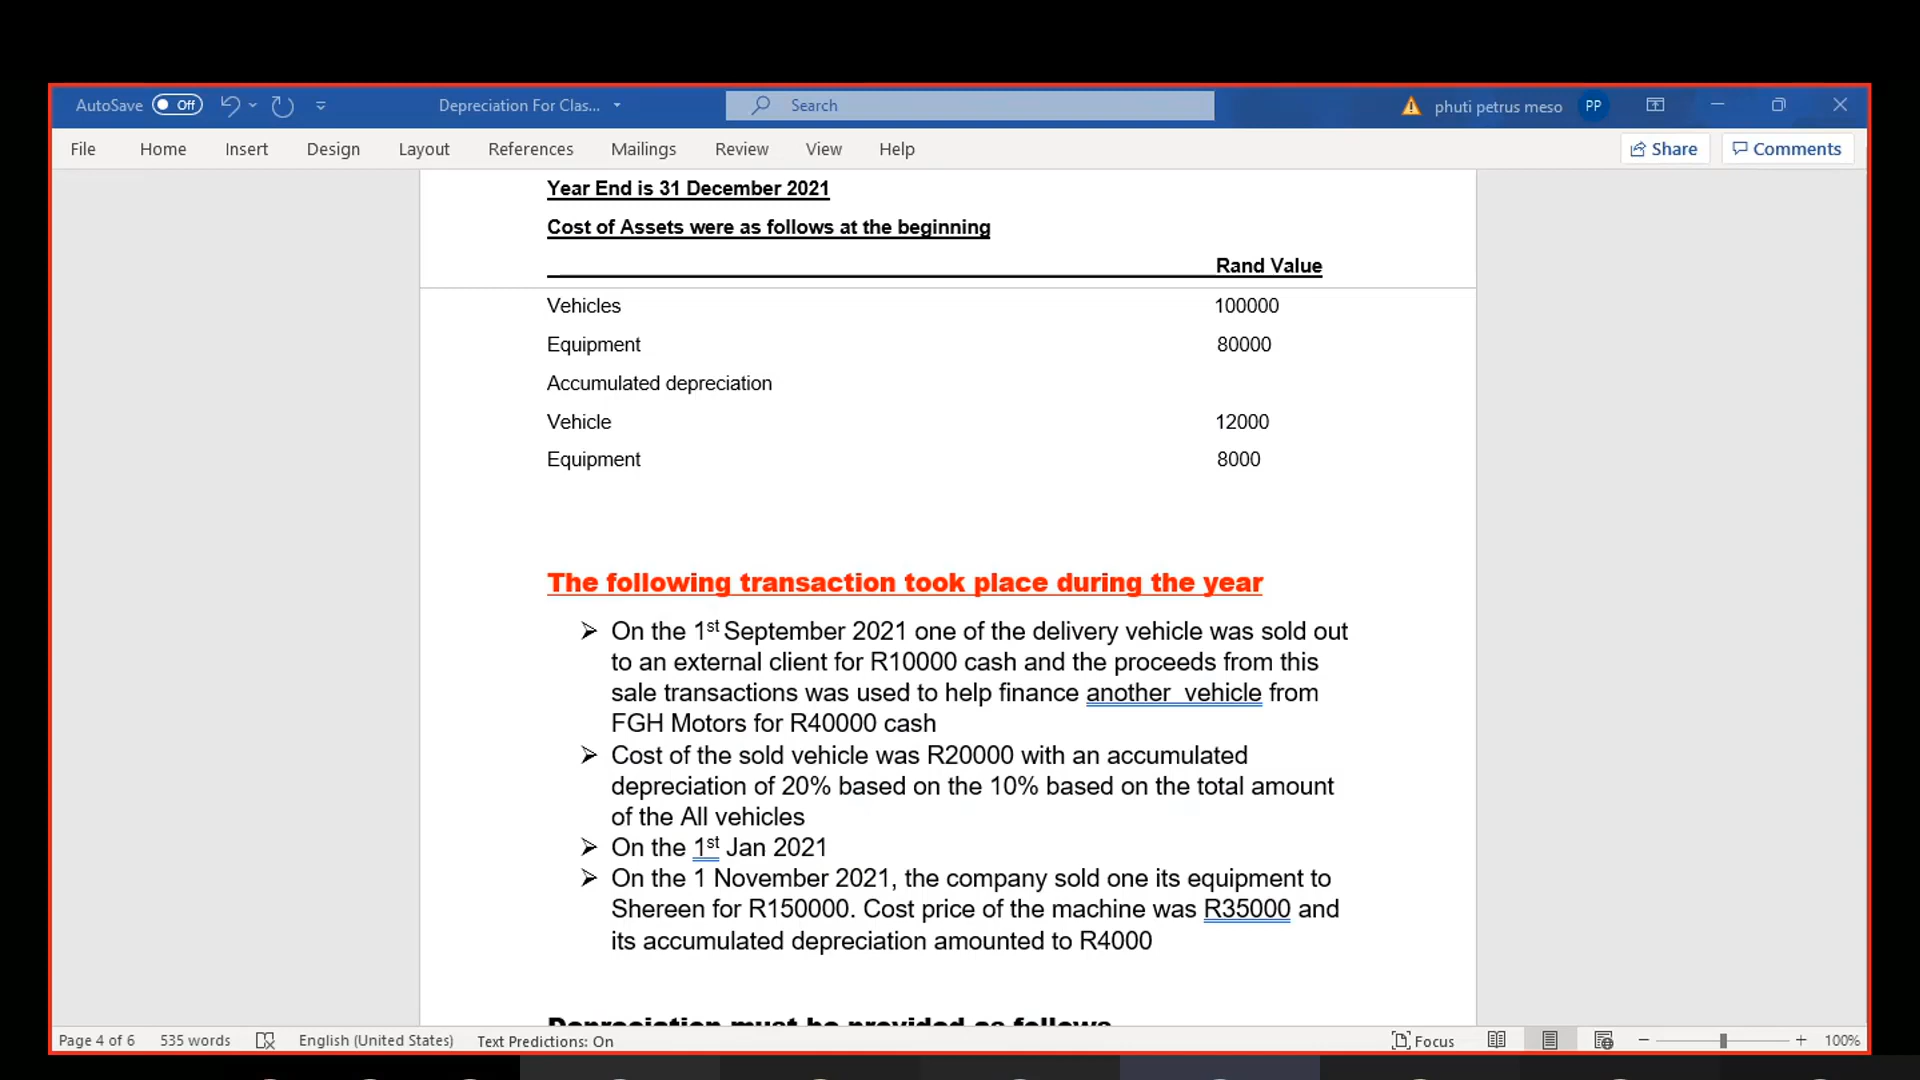 AutoSave Off Depreciation For Clas... Search phuti petrus meso PP
File Home Insert Design Layout References Mailings Review View Help Share Comments
Year End is 31 December 2021
Cost of Assets were as follows at the beginning
Rand Value
Vehicles 100000
Equipment 80000
Accumulated depreciation
Vehicle 12000
Equipment 8000
The following transaction took place during the year
➢ On the 1st September 2021 one of the delivery vehicle was sold out
to an external client for R10000 cash and the proceeds from this
sale transactions was used to help finance another vehicle from
FGH Motors for R40000 cash
➢ Cost of the sold vehicle was R20000 with an accumulated
depreciation of 20% based on the 10% based on the total amount
of the All vehicles
➢ On the 1st Jan 2021
➢ On the 1 November 2021, the company sold one its equipment to
Shereen for R150000. Cost price of the machine was R35000 and
its accumulated depreciation amounted to R4000
Depreciation must be provided as follows
Page 4 of 6 535 words English (United States) Text Predictions: On Focus 100%